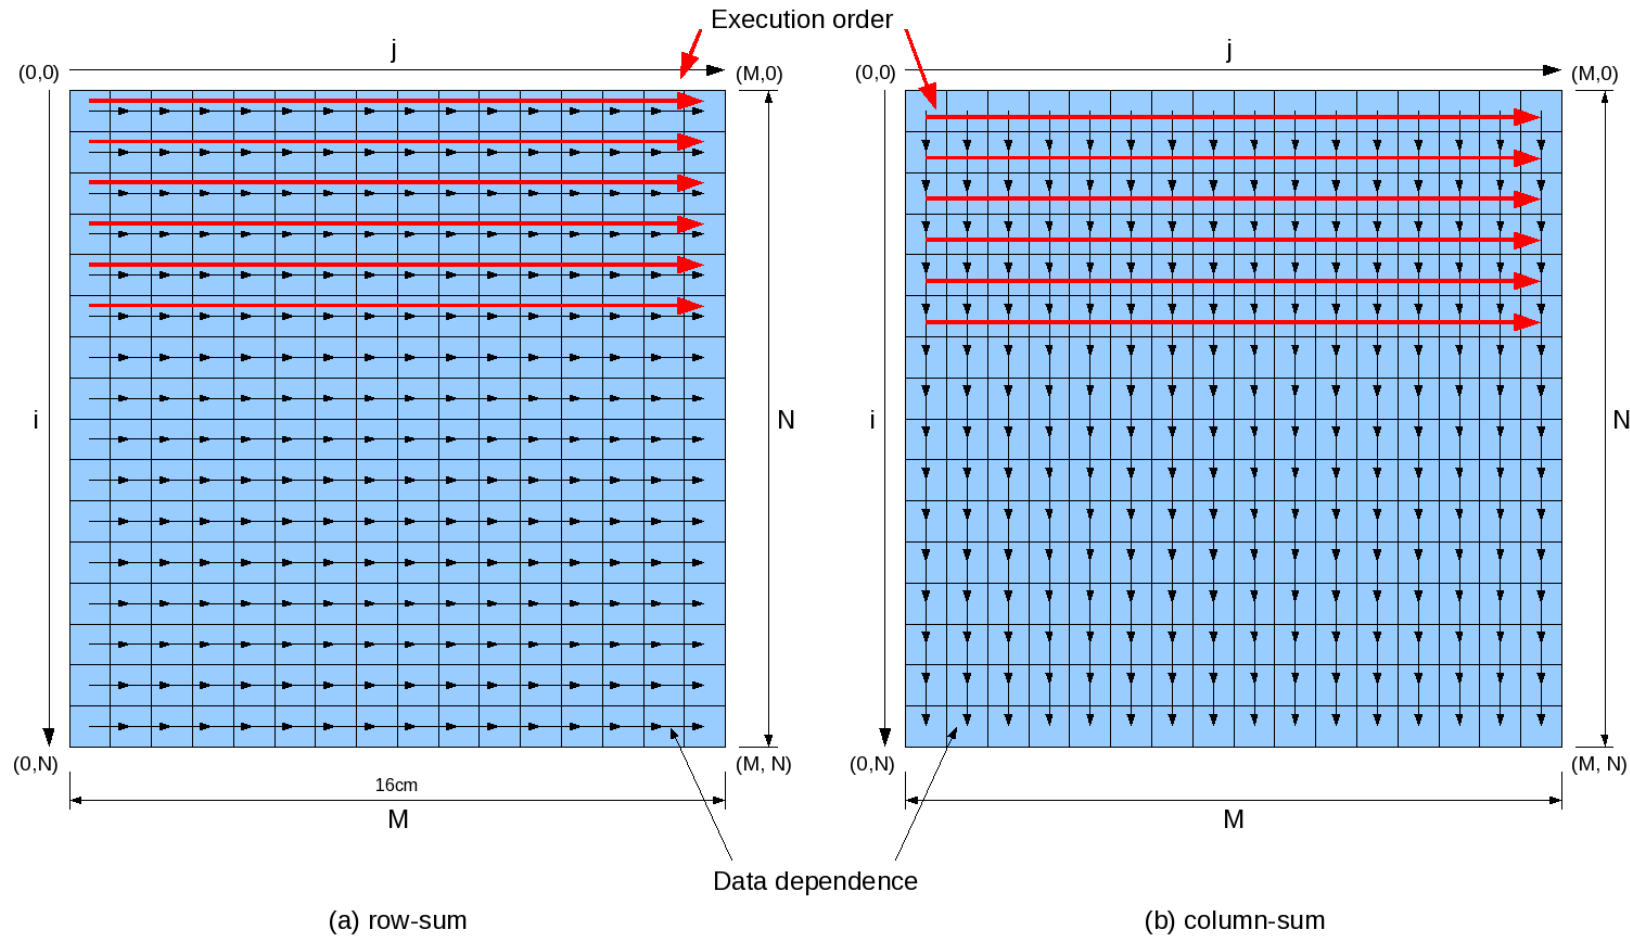 Execution order
j
(0,0)
(M,0)
i
N
(0,N)
(M, N)
16cm
M
j
(0,0)
(M,0)
i
N
(0,N)
(M, N)
M
Data dependence
(a) row-sum
(b) column-sum